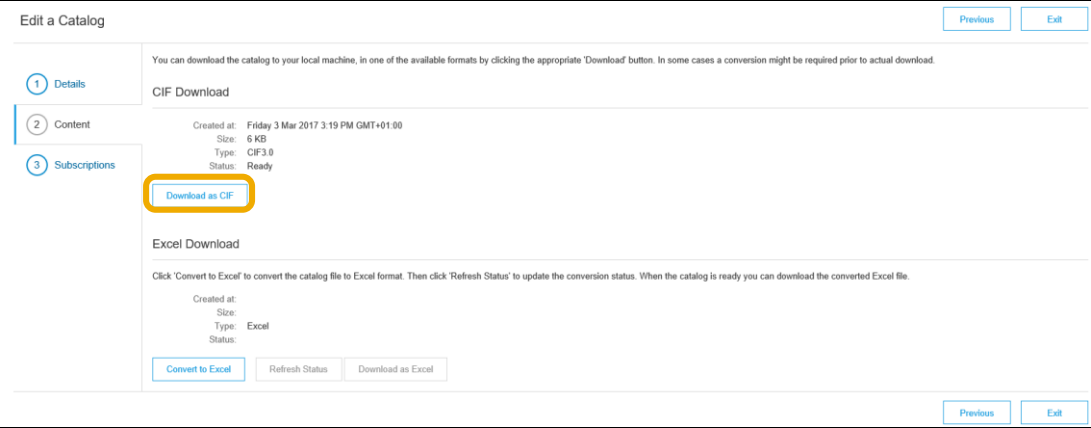 Edit a Catalog
Previous
Exit
You can download the catalog to your local machine, in one of the available formats by clicking the appropriate 'Download' button. In some cases a conversion might be required prior to actual download.
1 Details
2 Content
3 Subscriptions
CIF Download
Created at: Friday 3 Mar 2017 3:19 PM GMT+01:00
Size: 6 KB
Type: CIF3.0
Status: Ready
Download as CIF
Excel Download
Click 'Convert to Excel' to convert the catalog file to Excel format. Then click 'Refresh Status' to update the conversion status. When the catalog is ready you can download the converted Excel file.
Created at:
Size:
Type: Excel
Status:
Convert to Excel
Refresh Status
Download as Excel
Previous
Exit